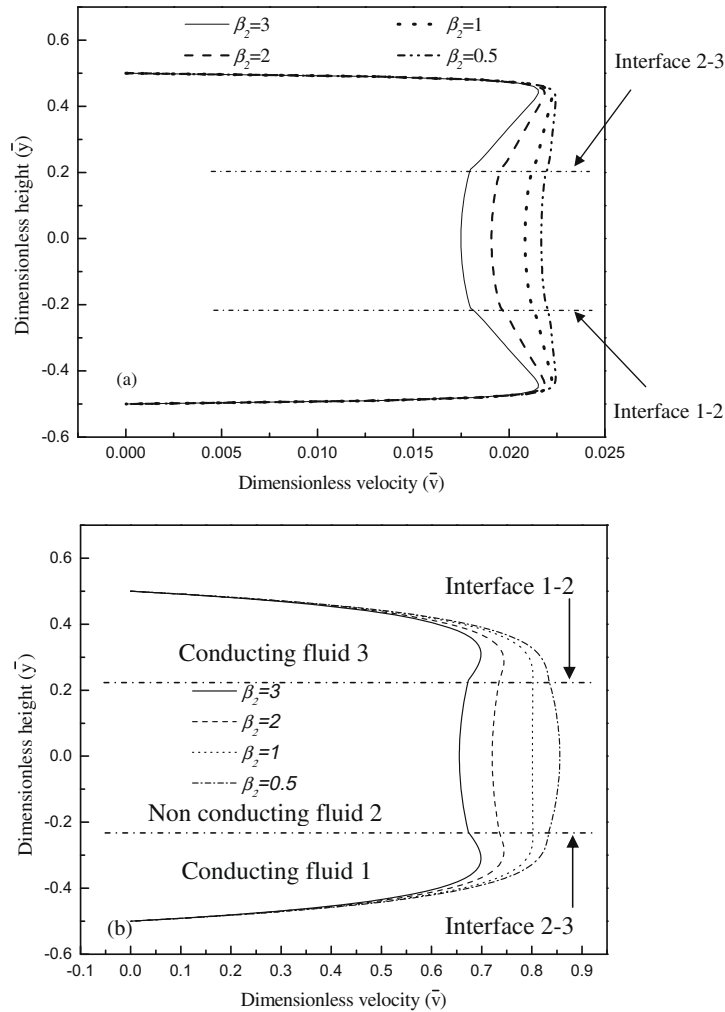 β₂=3
β₂=1
β₂=2
β₂=0.5
Interface 2-3
0.6
0.4
0.2
0.0
-0.2
-0.4
-0.6
Dimensionless height (ȳ)
(a)
Interface 1-2
0.000
0.005
0.010
0.015
0.020
0.025
Dimensionless velocity (v̄)
0.6
0.4
0.2
0.0
-0.2
-0.4
-0.6
Dimensionless height (ȳ)
Interface 1-2
Conducting fluid 3
β₂=3
β₂=2
β₂=1
β₂=0.5
Non conducting fluid 2
Conducting fluid 1
Interface 2-3
(b)
-0.1
0.0
0.1
0.2
0.3
0.4
0.5
0.6
0.7
0.8
0.9
Dimensionless velocity (v̄)